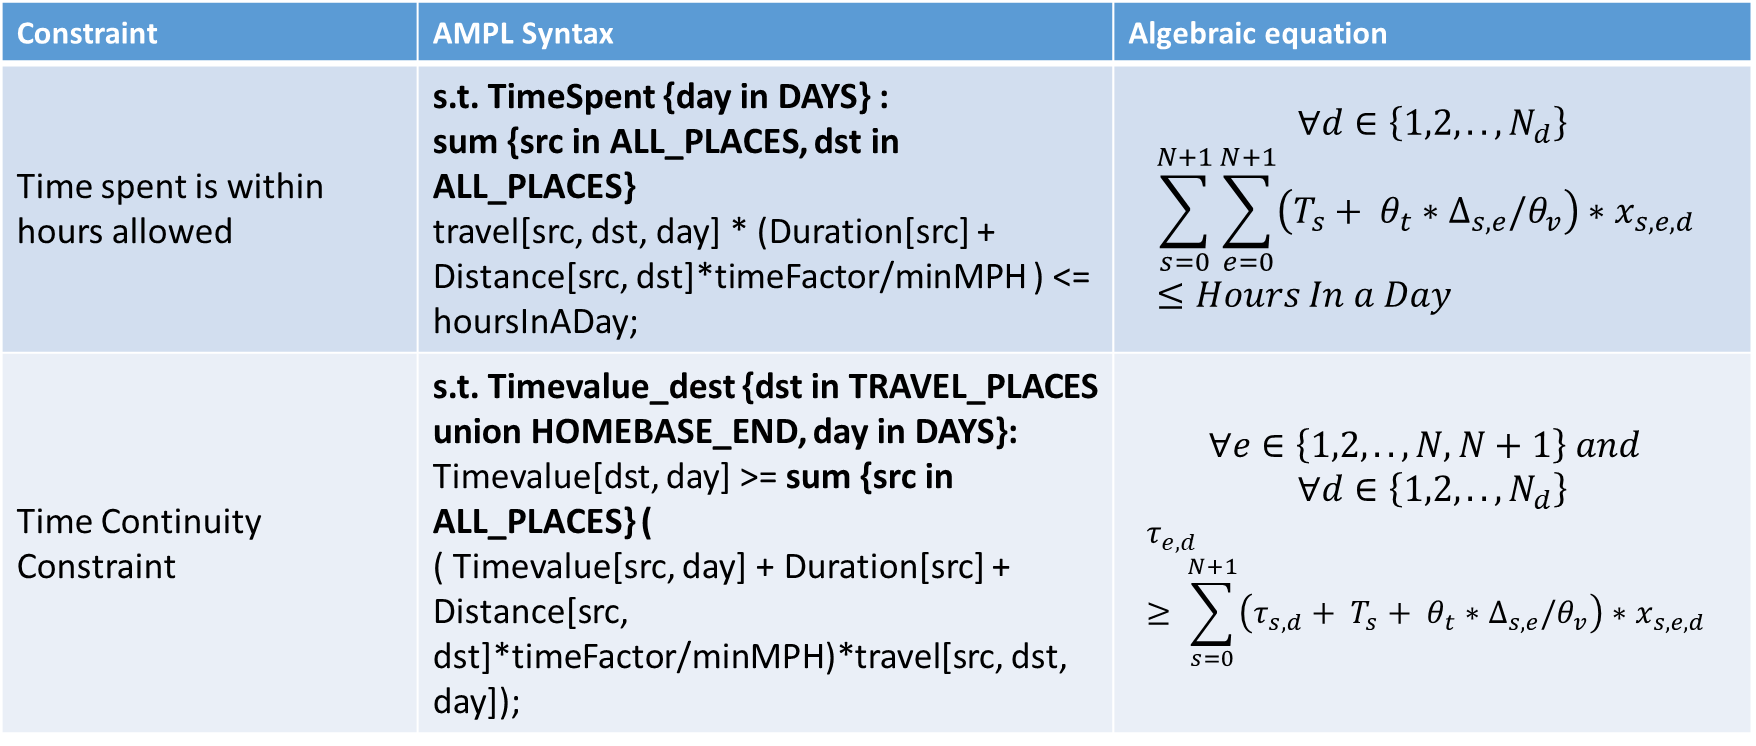 Constraint
AMPL Syntax
Algebraic equation
Time spent is within
hours allowed
s.t. TimeSpent {day in DAYS} :
sum {src in ALL_PLACES, dst in
ALL_PLACES}
travel[src, dst, day] * (Duration[src] +
Distance[src, dst]*timeFactor/minMPH ) <=
hoursInADay;
∀d ∈ {1,2,..,N_d}
∑_{s=0}^{N+1} ∑_{e=0}^{N+1} (T_s + θ_t * Δ_{s,e}/θ_v) * x_{s,e,d}
≤ Hours In a Day
Time Continuity
Constraint
s.t. Timevalue_dest {dst in TRAVEL_PLACES
union HOMEBASE_END, day in DAYS}:
Timevalue[dst, day] >= sum {src in
ALL_PLACES} (
( Timevalue[src, day] + Duration[src] +
Distance[src,
dst]*timeFactor/minMPH)*travel[src, dst,
day]);
∀e ∈ {1,2,..,N,N + 1} and
∀d ∈ {1,2,..,N_d}
τ_{e,d}
≥ ∑_{s=0}^{N+1} (τ_{s,d} + T_s + θ_t * Δ_{s,e}/θ_v) * x_{s,e,d}